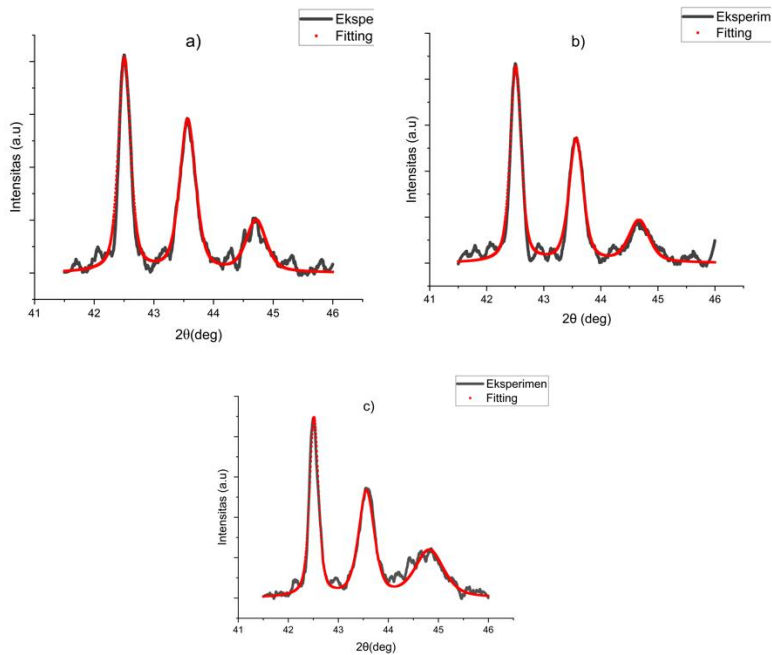 Ekspe
Fitting
a)
Intensitas (a.u)
41 42 43 44 45 46
2θ(deg)
Eksperim
Fitting
b)
Intensitas (a.u)
41 42 43 44 45 46
2θ (deg)
Eksperimen
Fitting
c)
Intensitas (a.u)
41 42 43 44 45 46
2θ(deg)